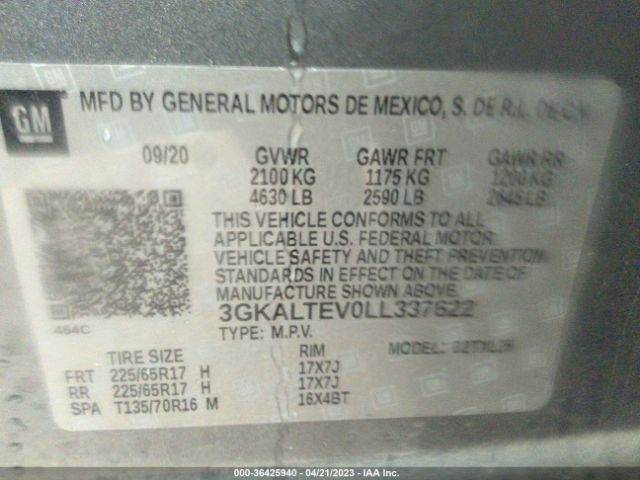 GM
MFD BY GENERAL MOTORS DE MEXICO, S. DE R.L. DE C.V.
09/20 GVWR GAWR FRT GAWR RR
2100 KG 1175 KG 1200 KG
4630 LB 2590 LB 2645 LB
THIS VEHICLE CONFORMS TO ALL
APPLICABLE U.S. FEDERAL MOTOR
VEHICLE SAFETY AND THEFT PREVENTION
STANDARDS IN EFFECT ON THE DATE OF
MANUFACTURE SHOWN ABOVE.
464C
3GKALTEV0LL337622
TYPE: M.P.V. MODEL:
TIRE SIZE RIM
FRT 225/65R17 H 17X7J
RR 225/65R17 H 17X7J
SPA T135/70R16 M 16X4BT
000-36425940 - 04/21/2023 - IAA Inc.